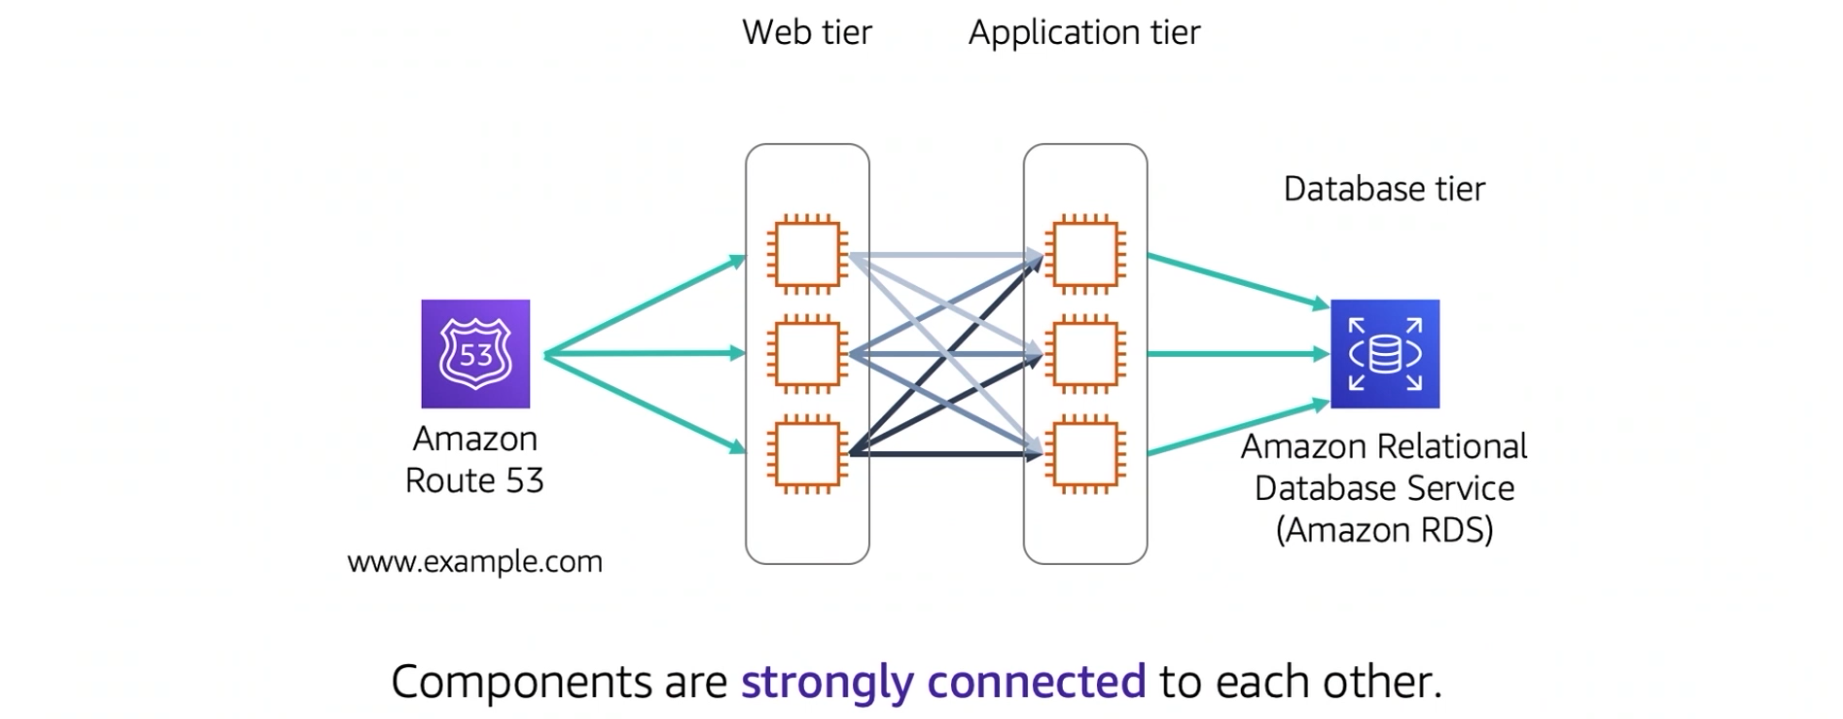 Web tier
Application tier
Database tier
53
Amazon
Route 53
www.example.com
Amazon Relational
Database Service
(Amazon RDS)
Components are strongly connected to each other.